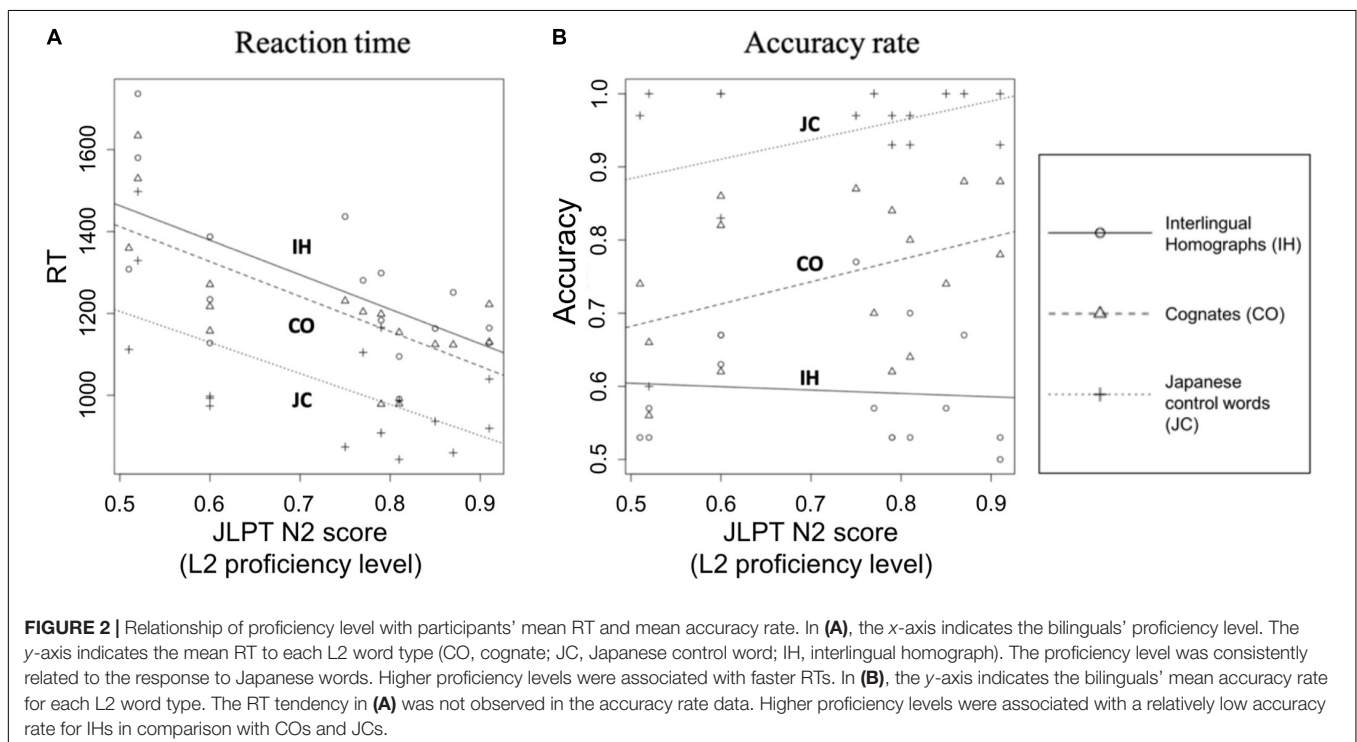 A
Reaction time
B
Accuracy rate
RT
1600
1400
1200
1000
IH
CO
JC
0.5 0.6 0.7 0.8 0.9
JLPT N2 score
(L2 proficiency level)
Accuracy
1.0
0.9
0.8
0.7
0.6
0.5
JC
CO
IH
0.5 0.6 0.7 0.8 0.9
JLPT N2 score
(L2 proficiency level)
Interlingual
Homographs (IH)
Cognates (CO)
Japanese
control words
(JC)
FIGURE 2 | Relationship of proficiency level with participants’ mean RT and mean accuracy rate. In (A), the x-axis indicates the bilinguals’ proficiency level. The
y-axis indicates the mean RT to each L2 word type (CO, cognate; JC, Japanese control word; IH, interlingual homograph). The proficiency level was consistently
related to the response to Japanese words. Higher proficiency levels were associated with faster RTs. In (B), the y-axis indicates the bilinguals’ mean accuracy rate
for each L2 word type. The RT tendency in (A) was not observed in the accuracy rate data. Higher proficiency levels were associated with a relatively low accuracy
rate for IHs in comparison with COs and JCs.